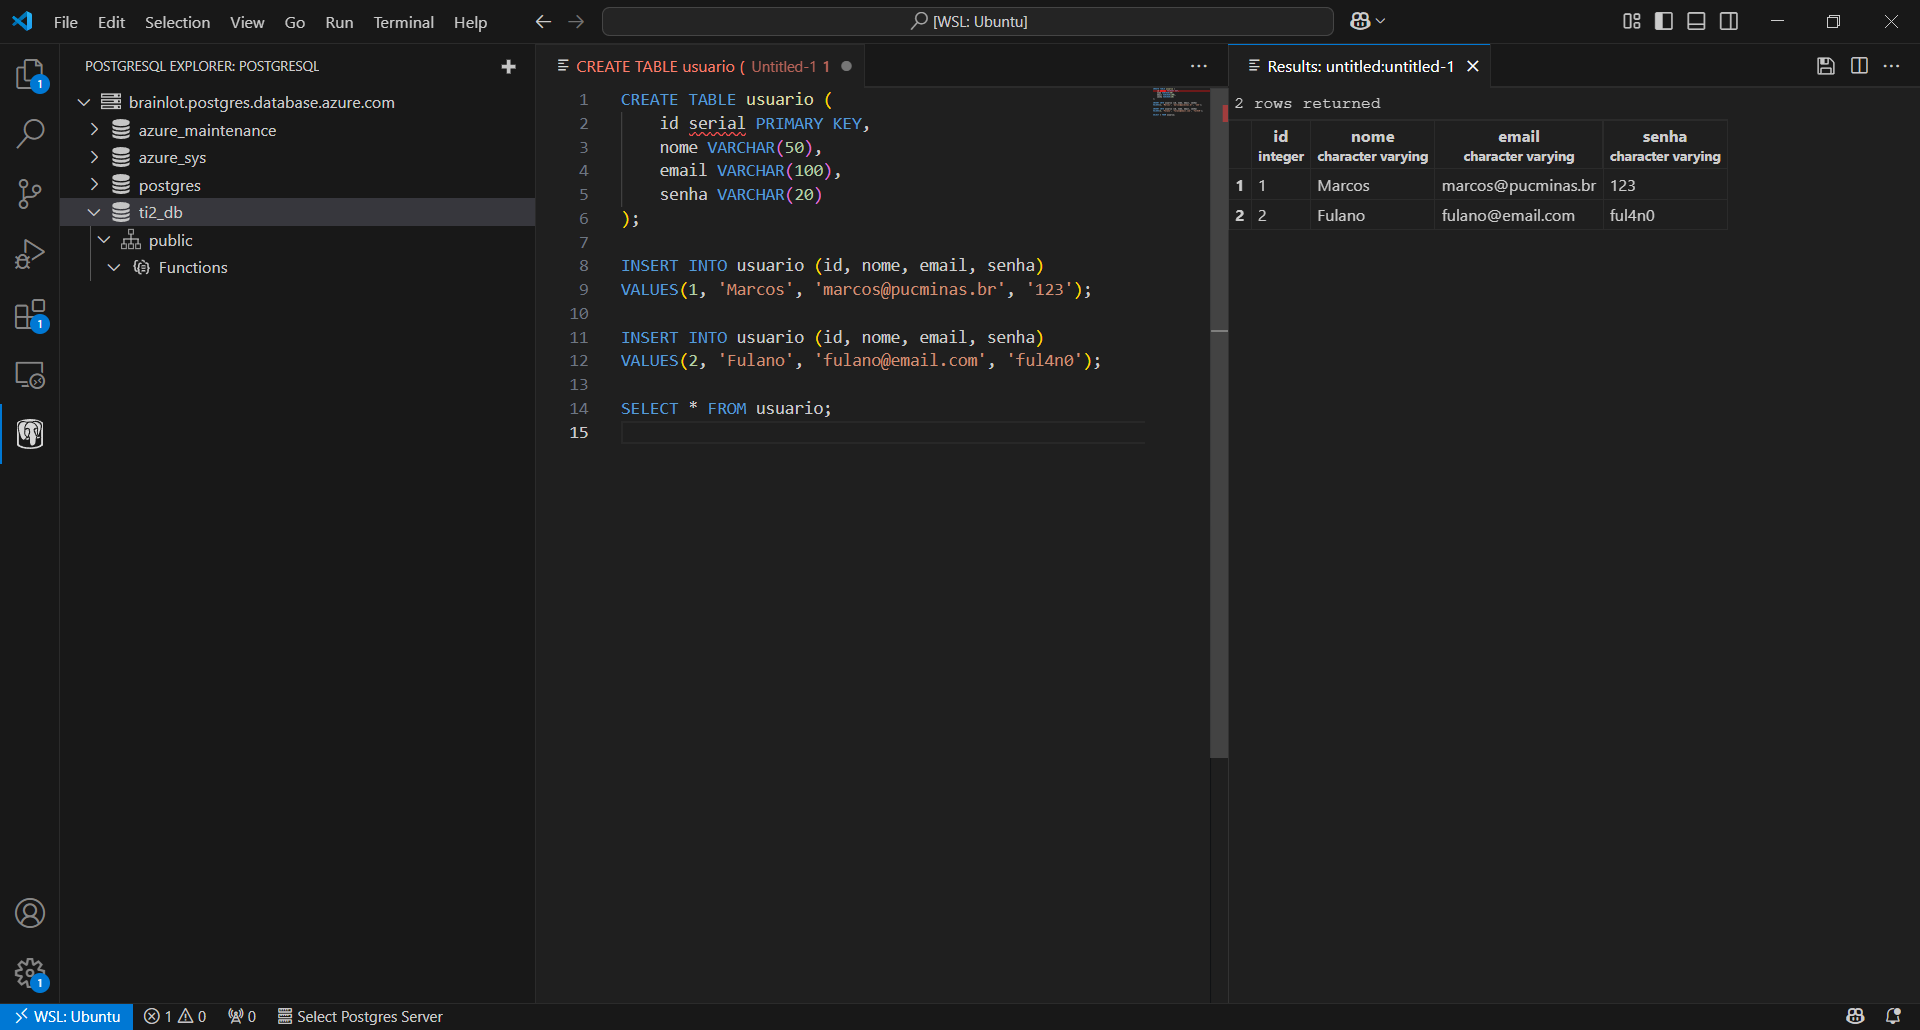 File Edit Selection View Go Run Terminal Help
[WSL: Ubuntu]
POSTGRESQL EXPLORER: POSTGRESQL
brainlot.postgres.database.azure.com
azure_maintenance
azure_sys
postgres
ti2_db
public
Functions
1
1
1
CREATE TABLE usuario ( Untitled-1 1
1 CREATE TABLE usuario (
2 id serial PRIMARY KEY,
3 nome VARCHAR(50),
4 email VARCHAR(100),
5 senha VARCHAR(20)
6 );
7
8 INSERT INTO usuario (id, nome, email, senha)
9 VALUES(1, 'Marcos', 'marcos@pucminas.br', '123');
10
11 INSERT INTO usuario (id, nome, email, senha)
12 VALUES(2, 'Fulano', 'fulano@email.com', 'ful4n0');
13
14 SELECT * FROM usuario;
15
Results: untitled:untitled-1
2 rows returned
id nome email senha
integer character varying character varying character varying
1 1 Marcos marcos@pucminas.br 123
2 2 Fulano fulano@email.com ful4n0
WSL: Ubuntu 1 0 0 Select Postgres Server